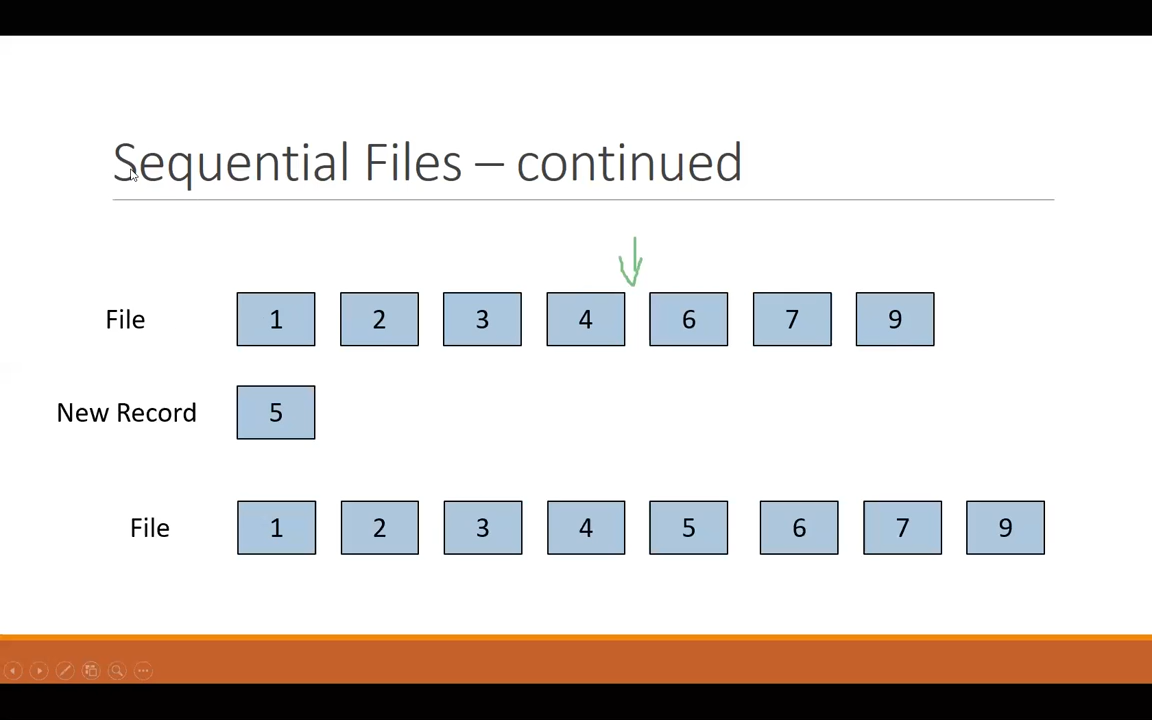 Sequential Files – continued
File 1 2 3 4 6 7 9
New Record 5
File 1 2 3 4 5 6 7 9